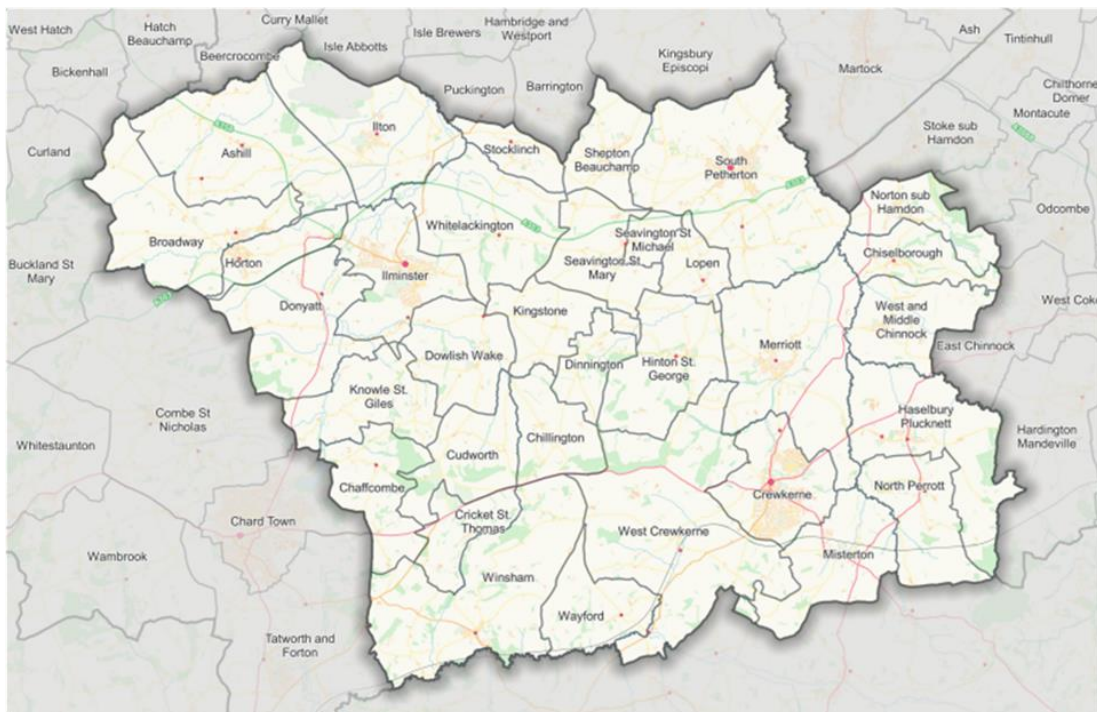 Curry Mallet
West Hatch
Hatch
Beauchamp
Beercrocombe
Isle Abbotts
Isle Brewers
Hambridge and
Westport
Kingsbury
Episcopi
Ash
Tintinhull
Bickenhall
Martock
Puckington
Barrington
Chilthorne
Domer
Montacute
Curland
Ashill
Ilton
Stocklinch
Shepton
Beauchamp
South
Petherton
Stoke sub
Hamdon
Norton sub
Hamdon
Odcombe
Broadway
Horton
Whitelackington
Seavington St
Michael
Seavington St
Mary
Lopen
Chiselborough
Buckland St
Mary
Ilminster
Donyatt
Kingstone
West and
Middle
Chinnock
West Coke
East Chinnock
Dowlish Wake
Dinnington
Hinton St.
George
Merriott
Knowle St.
Giles
Combe St
Nicholas
Whitestaunton
Chillington
Haselbury
Plucknett
Hardington
Mandeville
Cudworth
Chaffcombe
North Perrott
Crewkerne
Chard Town
Cricket St.
Thomas
West Crewkerne
Misterton
Wambrook
Winsham
Wayford
Tatworth and
Forton